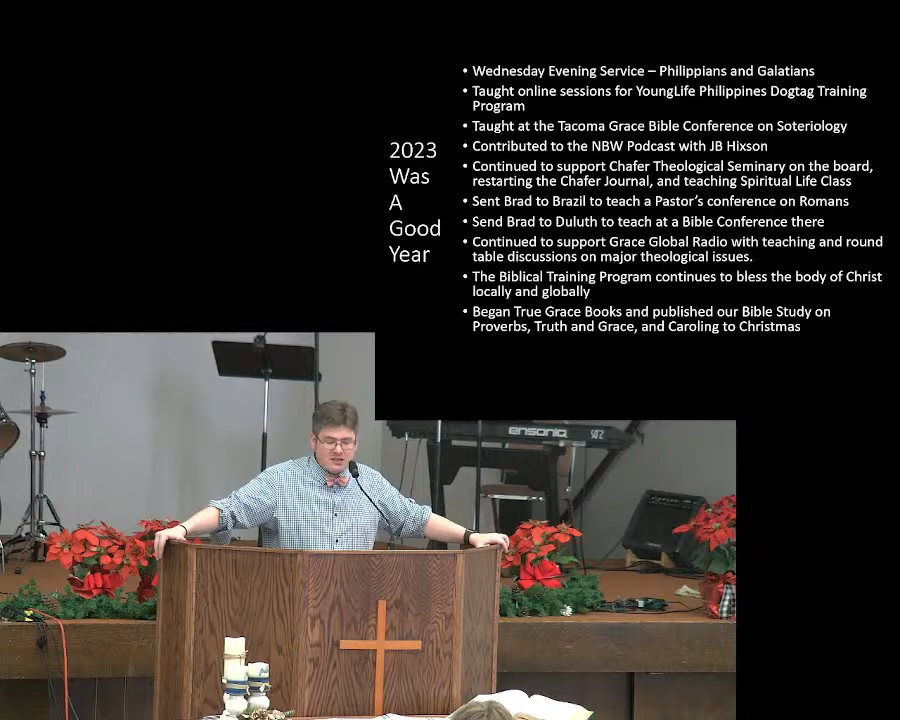 • Wednesday Evening Service – Philippians and Galatians
• Taught online sessions for YoungLife Philippines Dogtag Training
Program
• Taught at the Tacoma Grace Bible Conference on Soteriology
• Contributed to the NBW Podcast with JB Hixson
• Continued to support Chafer Theological Seminary on the board,
restarting the Chafer Journal, and teaching Spiritual Life Class
• Sent Brad to Brazil to teach a Pastor's conference on Romans
• Send Brad to Duluth to teach at a Bible Conference there
• Continued to support Grace Global Radio with teaching and round
table discussions on major theological issues.
• The Biblical Training Program continues to bless the body of Christ
locally and globally
• Began True Grace Books and published our Bible Study on
Proverbs, Truth and Grace, and Caroling to Christmas
2023
Was
A
Good
Year
ensoniq